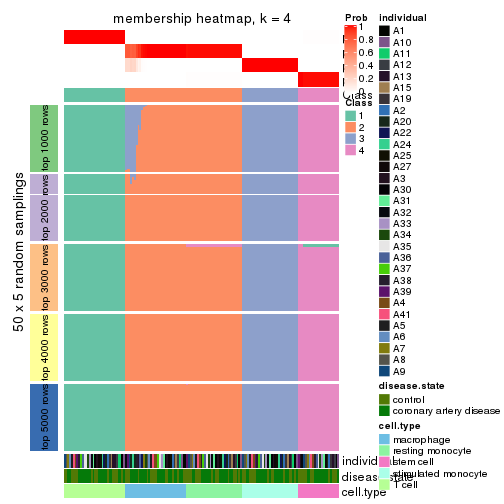 membership heatmap, k = 4
50 x 5 random samplings
top 1000 rows
top 2000 rows
top 3000 rows
top 4000 rows
top 5000 rows
Class
individual
disease.state
cell.type
Prob
1
0.8
0.6
0.4
0.2
0
Class
1
2
3
4
individual
A1
A10
A11
A12
A13
A15
A19
A2
A20
A22
A24
A25
A27
A3
A30
A31
A32
A33
A34
A35
A36
A37
A38
A39
A4
A41
A5
A6
A7
A8
A9
disease.state
control
coronary artery disease
cell.type
macrophage
resting monocyte
stem cell
stimulated monocyte
T cell